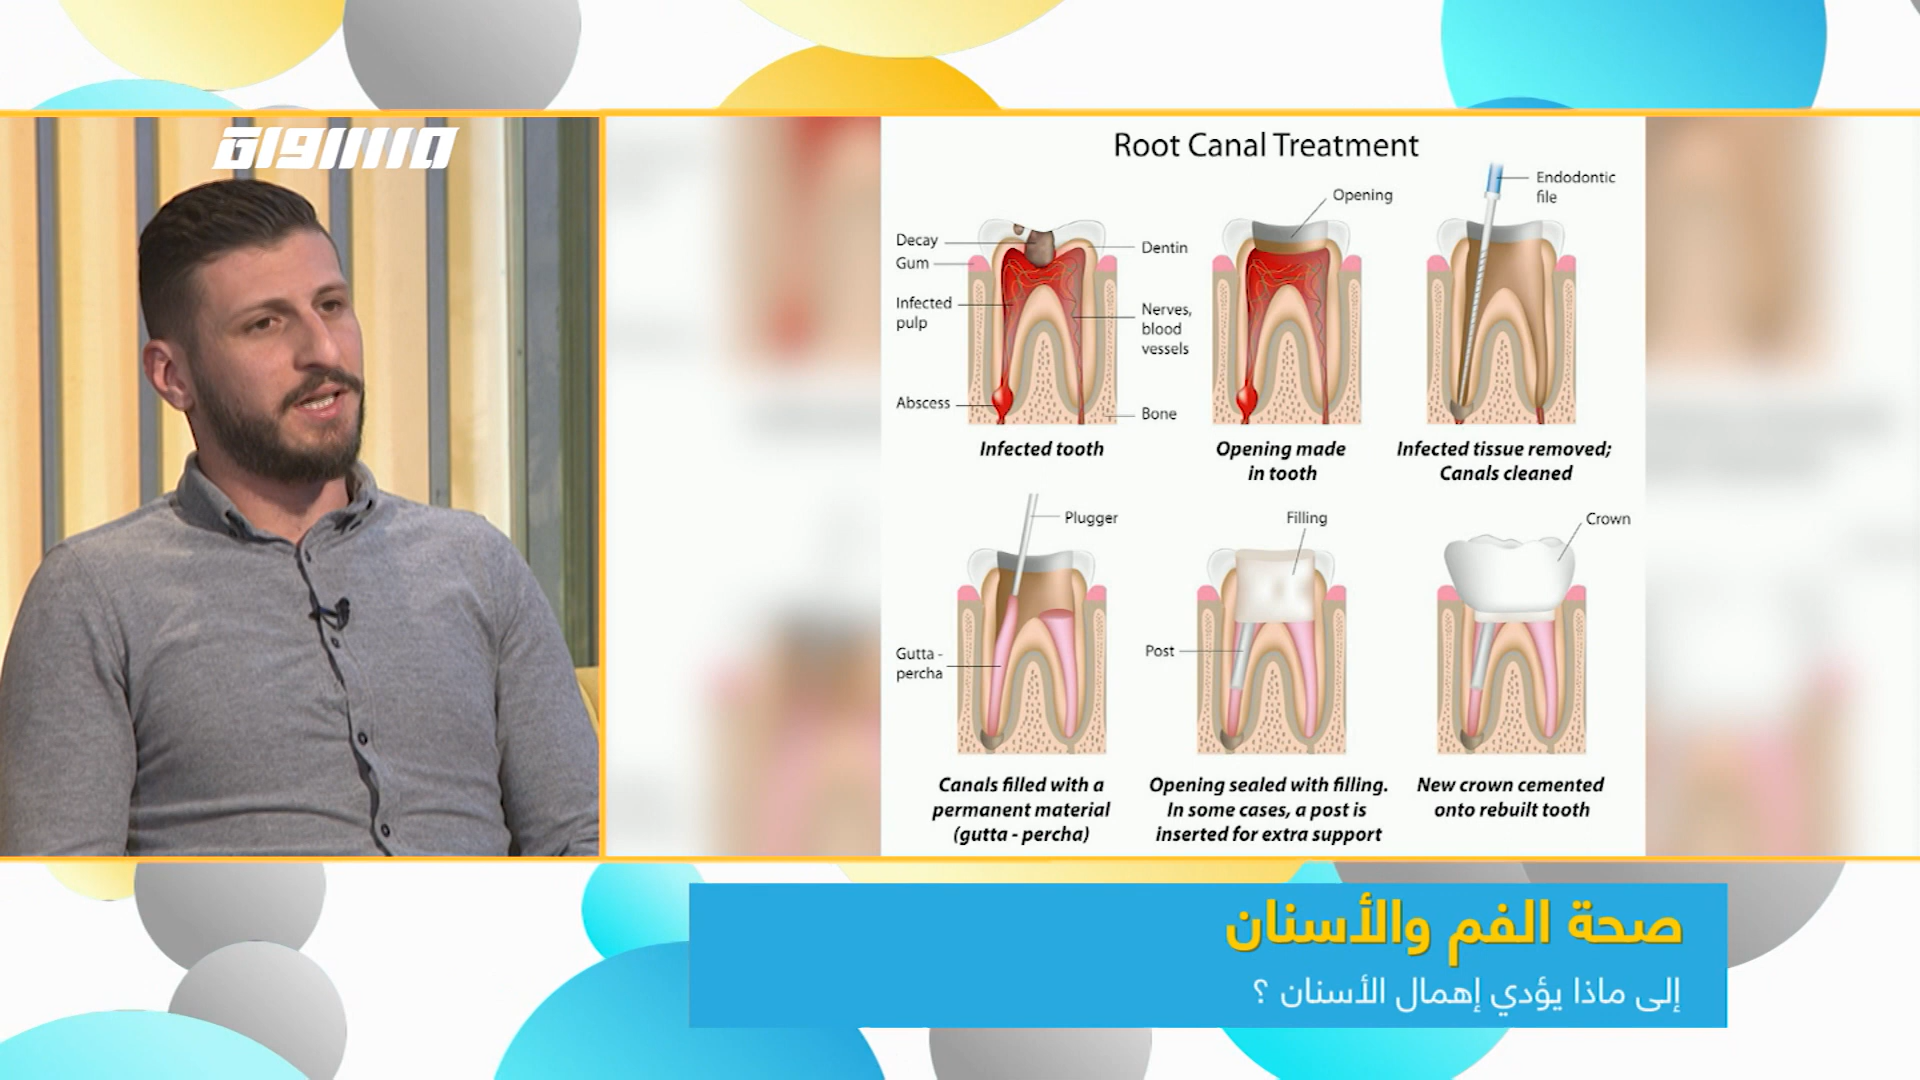 مساواة
Root Canal Treatment
Decay
Gum
Infected
pulp
Abscess
Dentin
Nerves,
blood
vessels
Bone
Infected tooth
Opening
Opening made
in tooth
Endodontic
file
Infected tissue removed;
Canals cleaned
Plugger
Gutta -
percha
Canals filled with a
permanent material
(gutta - percha)
Filling
Post
Opening sealed with filling.
In some cases, a post is
inserted for extra support
Crown
New crown cemented
onto rebuilt tooth
صحة الفم والأسنان
إلى ماذا يؤدي إهمال الأسنان ؟